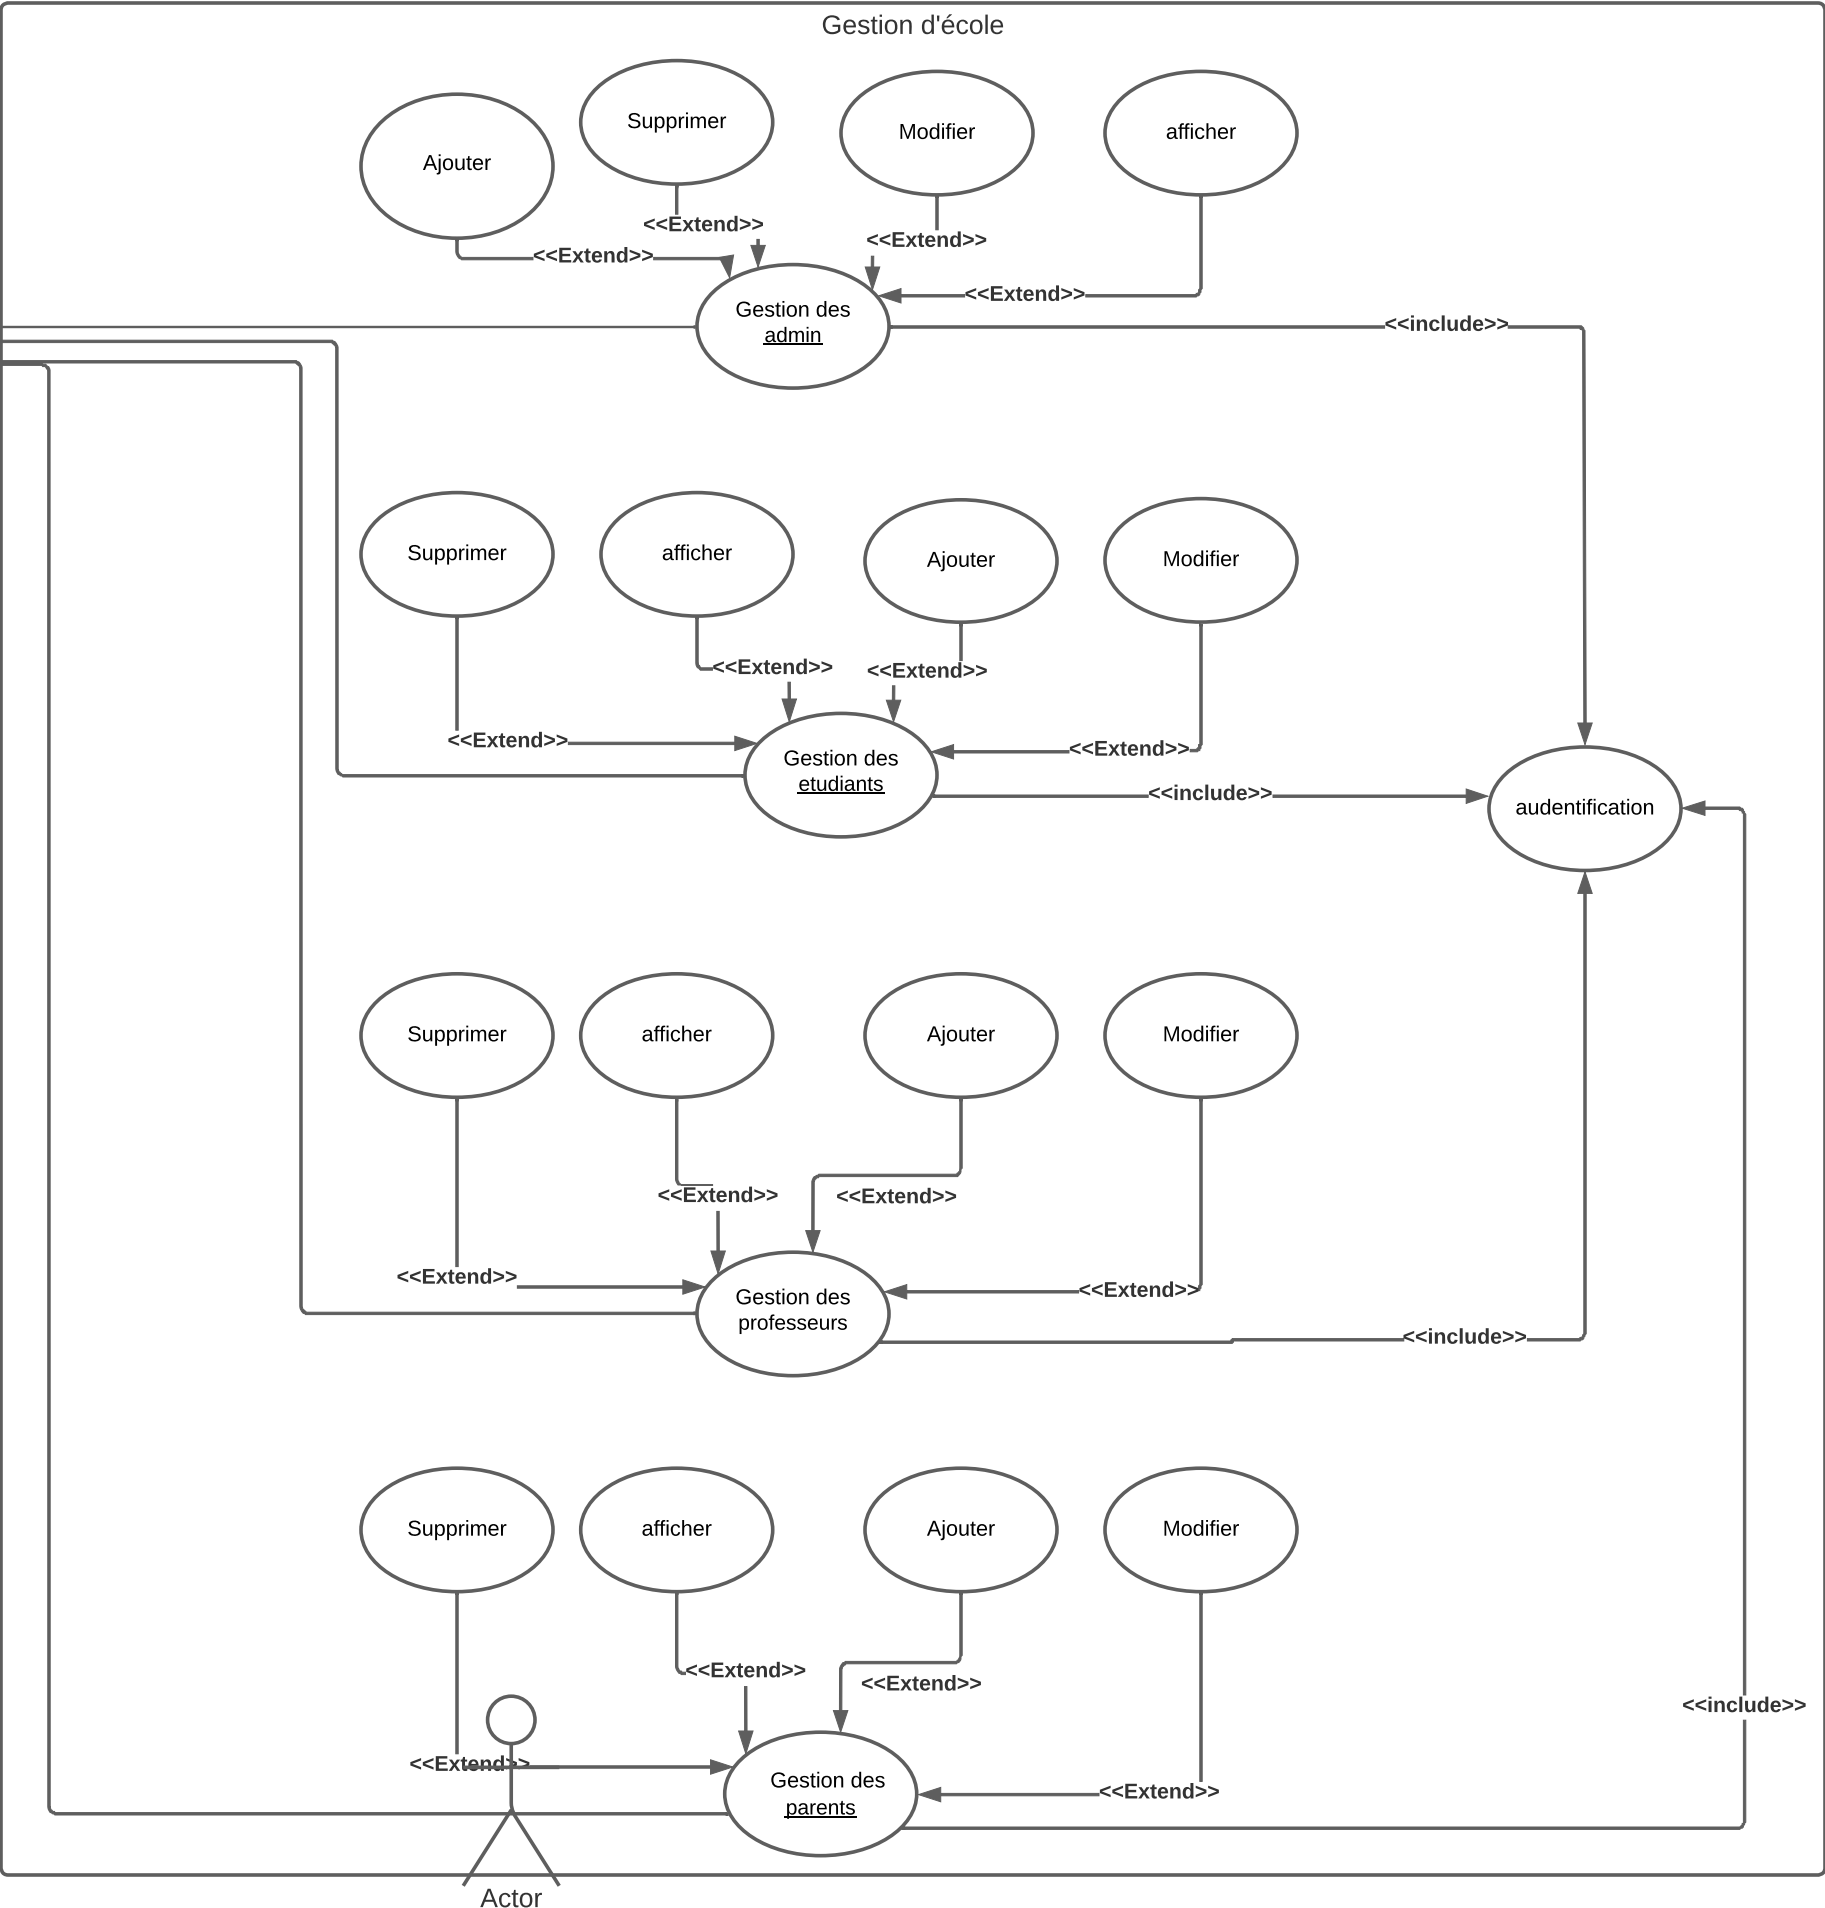 Gestion d'école
Ajouter
Supprimer
Modifier
afficher
<<Extend>>
<<Extend>>
<<Extend>>
<<Extend>>
Gestion des
admin
<<include>>
Supprimer
afficher
Ajouter
Modifier
<<Extend>>
<<Extend>>
<<Extend>>
<<Extend>>
Gestion des
etudiants
<<include>>
audentification
Supprimer
afficher
Ajouter
Modifier
<<Extend>>
<<Extend>>
<<Extend>>
<<Extend>>
Gestion des
professeurs
<<include>>
Supprimer
afficher
Ajouter
Modifier
<<Extend>>
<<Extend>>
<<include>>
<<Extend>>
<<Extend>>
Gestion des
parents
Actor